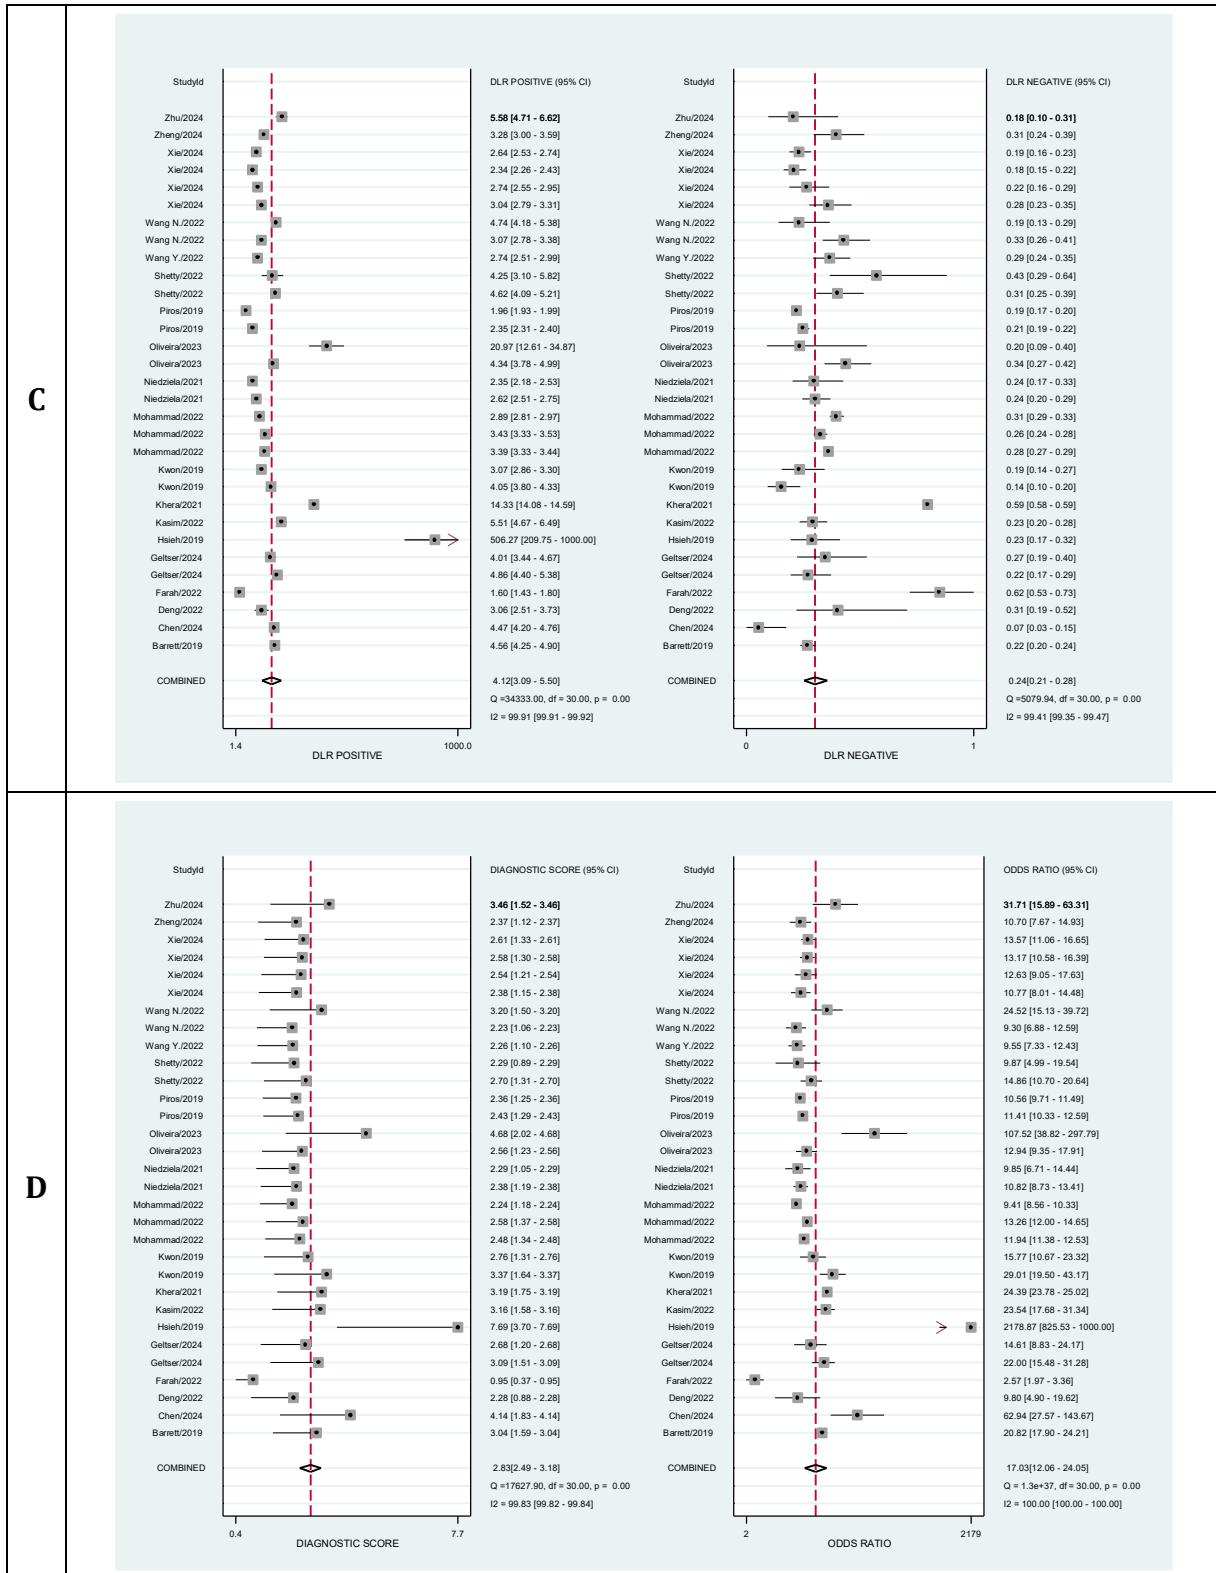 C
StudyId DLR POSITIVE (95% CI) StudyId DLR NEGATIVE (95% CI)
Zhu/2024 5.58 [4.71 - 6.62] Zhu/2024 0.18 [0.10 - 0.31]
Zheng/2024 3.28 [3.00 - 3.59] Zheng/2024 0.31 [0.24 - 0.39]
Xie/2024 2.64 [2.53 - 2.74] Xie/2024 0.19 [0.16 - 0.23]
Xie/2024 2.34 [2.26 - 2.43] Xie/2024 0.18 [0.15 - 0.22]
Xie/2024 2.74 [2.55 - 2.95] Xie/2024 0.22 [0.16 - 0.29]
Xie/2024 3.04 [2.79 - 3.31] Xie/2024 0.28 [0.23 - 0.35]
Wang N./2022 4.74 [4.18 - 5.38] Wang N./2022 0.19 [0.13 - 0.29]
Wang N./2022 3.07 [2.78 - 3.38] Wang N./2022 0.33 [0.26 - 0.41]
Wang Y./2022 2.74 [2.51 - 2.99] Wang Y./2022 0.29 [0.24 - 0.35]
Shetty/2022 4.25 [3.10 - 5.82] Shetty/2022 0.43 [0.29 - 0.64]
Shetty/2022 4.62 [4.09 - 5.21] Shetty/2022 0.31 [0.25 - 0.39]
Piros/2019 1.96 [1.93 - 1.99] Piros/2019 0.19 [0.17 - 0.20]
Piros/2019 2.35 [2.31 - 2.40] Piros/2019 0.21 [0.19 - 0.22]
Oliveira/2023 20.97 [12.61 - 34.87] Oliveira/2023 0.20 [0.09 - 0.40]
Oliveira/2023 4.34 [3.78 - 4.99] Oliveira/2023 0.34 [0.27 - 0.42]
Niedziela/2021 2.35 [2.18 - 2.53] Niedziela/2021 0.24 [0.17 - 0.33]
Niedziela/2021 2.62 [2.51 - 2.75] Niedziela/2021 0.24 [0.20 - 0.29]
Mohammad/2022 2.89 [2.81 - 2.97] Mohammad/2022 0.31 [0.29 - 0.33]
Mohammad/2022 3.43 [3.33 - 3.53] Mohammad/2022 0.26 [0.24 - 0.28]
Mohammad/2022 3.39 [3.33 - 3.44] Mohammad/2022 0.28 [0.27 - 0.29]
Kwon/2019 3.07 [2.86 - 3.30] Kwon/2019 0.19 [0.14 - 0.27]
Kwon/2019 4.05 [3.80 - 4.33] Kwon/2019 0.14 [0.10 - 0.20]
Khera/2021 14.33 [14.08 - 14.59] Khera/2021 0.59 [0.58 - 0.59]
Kasim/2022 5.51 [4.67 - 6.49] Kasim/2022 0.23 [0.20 - 0.28]
Hsieh/2019 506.27 [209.75 - 1000.00] Hsieh/2019 0.23 [0.17 - 0.32]
Geltser/2024 4.01 [3.44 - 4.67] Geltser/2024 0.27 [0.19 - 0.40]
Geltser/2024 4.86 [4.40 - 5.38] Geltser/2024 0.22 [0.17 - 0.29]
Farah/2022 1.60 [1.43 - 1.80] Farah/2022 0.62 [0.53 - 0.73]
Deng/2022 3.06 [2.51 - 3.73] Deng/2022 0.31 [0.19 - 0.52]
Chen/2024 4.47 [4.20 - 4.76] Chen/2024 0.07 [0.03 - 0.15]
Barrett/2019 4.56 [4.25 - 4.90] Barrett/2019 0.22 [0.20 - 0.24]
COMBINED 4.12[3.09 - 5.50] COMBINED 0.24[0.21 - 0.28]
Q =34333.00, df = 30.00, p = 0.00 Q =5079.94, df = 30.00, p = 0.00
I2 = 99.91 [99.91 - 99.92] I2 = 99.41 [99.35 - 99.47]
1.4 1000.0 0 1
DLR POSITIVE DLR NEGATIVE
D
StudyId DIAGNOSTIC SCORE (95% CI) StudyId ODDS RATIO (95% CI)
Zhu/2024 3.46 [1.52 - 3.46] Zhu/2024 31.71 [15.89 - 63.31]
Zheng/2024 2.37 [1.12 - 2.37] Zheng/2024 10.70 [7.67 - 14.93]
Xie/2024 2.61 [1.33 - 2.61] Xie/2024 13.57 [11.06 - 16.65]
Xie/2024 2.58 [1.30 - 2.58] Xie/2024 13.17 [10.58 - 16.39]
Xie/2024 2.54 [1.21 - 2.54] Xie/2024 12.63 [9.05 - 17.63]
Xie/2024 2.38 [1.15 - 2.38] Xie/2024 10.77 [8.01 - 14.48]
Wang N./2022 3.20 [1.50 - 3.20] Wang N./2022 24.52 [15.13 - 39.72]
Wang N./2022 2.23 [1.06 - 2.23] Wang N./2022 9.30 [6.88 - 12.59]
Wang Y./2022 2.26 [1.10 - 2.26] Wang Y./2022 9.55 [7.33 - 12.43]
Shetty/2022 2.29 [0.89 - 2.29] Shetty/2022 9.87 [4.99 - 19.54]
Shetty/2022 2.70 [1.31 - 2.70] Shetty/2022 14.86 [10.70 - 20.64]
Piros/2019 2.36 [1.25 - 2.36] Piros/2019 10.56 [9.71 - 11.49]
Piros/2019 2.43 [1.29 - 2.43] Piros/2019 11.41 [10.33 - 12.59]
Oliveira/2023 4.68 [2.02 - 4.68] Oliveira/2023 107.52 [38.82 - 297.79]
Oliveira/2023 2.56 [1.23 - 2.56] Oliveira/2023 12.94 [9.35 - 17.91]
Niedziela/2021 2.29 [1.05 - 2.29] Niedziela/2021 9.85 [6.71 - 14.44]
Niedziela/2021 2.38 [1.19 - 2.38] Niedziela/2021 10.82 [8.73 - 13.41]
Mohammad/2022 2.24 [1.18 - 2.24] Mohammad/2022 9.41 [8.56 - 10.33]
Mohammad/2022 2.58 [1.37 - 2.58] Mohammad/2022 13.26 [12.00 - 14.65]
Mohammad/2022 2.48 [1.34 - 2.48] Mohammad/2022 11.94 [11.38 - 12.53]
Kwon/2019 2.76 [1.31 - 2.76] Kwon/2019 15.77 [10.67 - 23.32]
Kwon/2019 3.37 [1.64 - 3.37] Kwon/2019 29.01 [19.50 - 43.17]
Khera/2021 3.19 [1.75 - 3.19] Khera/2021 24.39 [23.78 - 25.02]
Kasim/2022 3.16 [1.58 - 3.16] Kasim/2022 23.54 [17.68 - 31.34]
Hsieh/2019 7.69 [3.70 - 7.69] Hsieh/2019 2178.87 [825.53 - 1000.00]
Geltser/2024 2.68 [1.20 - 2.68] Geltser/2024 14.61 [8.83 - 24.17]
Geltser/2024 3.09 [1.51 - 3.09] Geltser/2024 22.00 [15.48 - 31.28]
Farah/2022 0.95 [0.37 - 0.95] Farah/2022 2.57 [1.97 - 3.36]
Deng/2022 2.28 [0.88 - 2.28] Deng/2022 9.80 [4.90 - 19.62]
Chen/2024 4.14 [1.83 - 4.14] Chen/2024 62.94 [27.57 - 143.67]
Barrett/2019 3.04 [1.59 - 3.04] Barrett/2019 20.82 [17.90 - 24.21]
COMBINED 2.83[2.49 - 3.18] COMBINED 17.03[12.06 - 24.05]
Q =17627.90, df = 30.00, p = 0.00 Q = 1.3e+37, df = 30.00, p = 0.00
I2 = 99.83 [99.82 - 99.84] I2 = 100.00 [100.00 - 100.00]
0.4 7.7 2 2179
DIAGNOSTIC SCORE ODDS RATIO